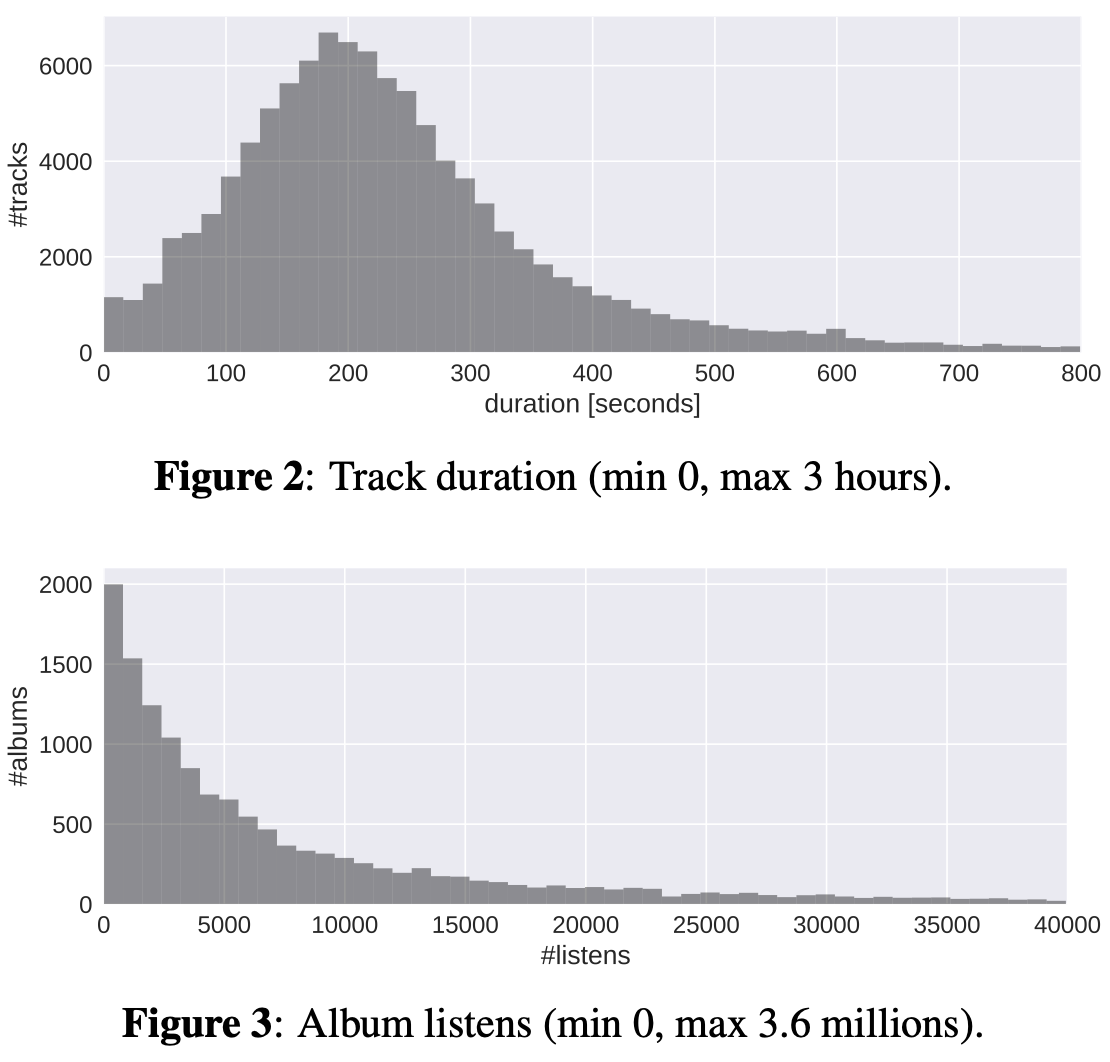 6000
4000
2000
0
#tracks
0 100 200 300 400 500 600 700 800
duration [seconds]
Figure 2: Track duration (min 0, max 3 hours).
2000
1500
1000
500
0
#albums
0 5000 10000 15000 20000 25000 30000 35000 40000
#listens
Figure 3: Album listens (min 0, max 3.6 millions).